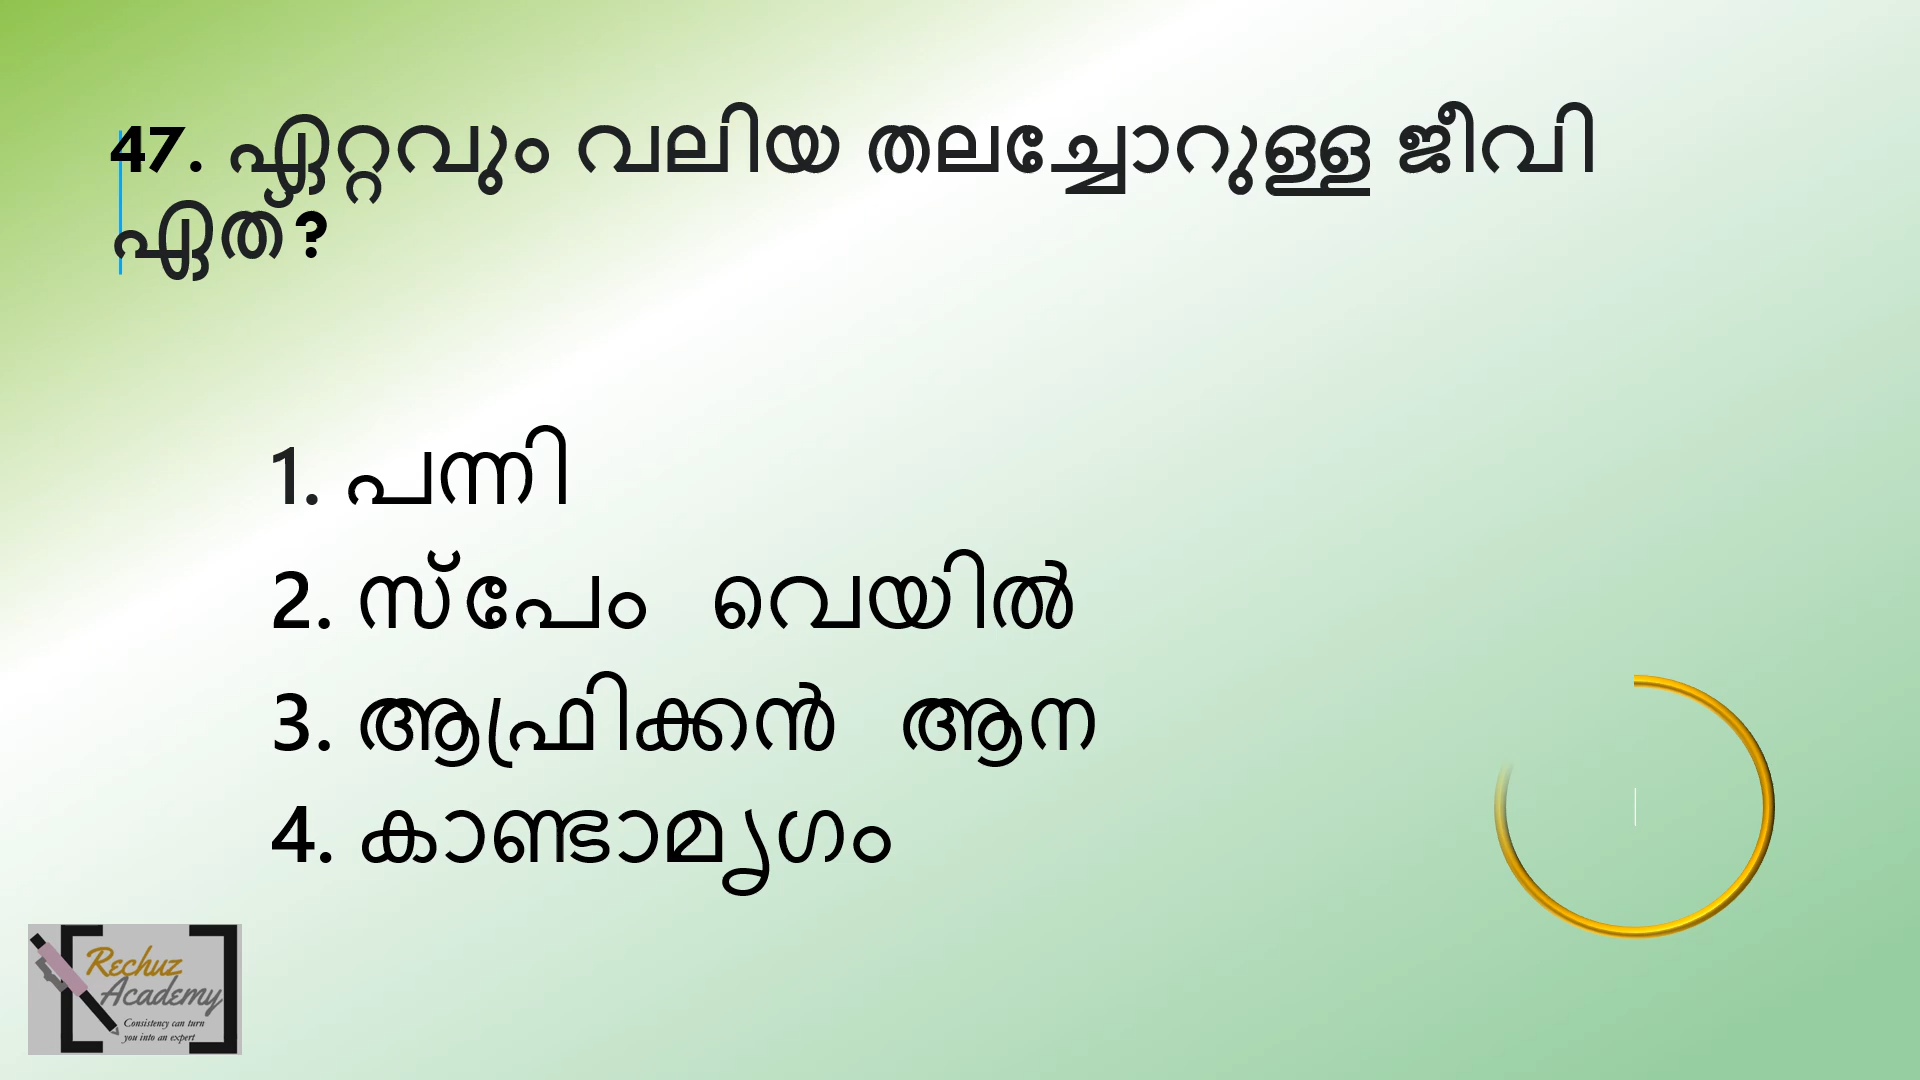 47. ഏറ്റവും വലിയ തലച്ചോറുള്ള ജീവി
ഏത്?
1. പന്നി
2. സ്പേം വെയിൽ
3. ആഫ്രിക്കൻ ആന
4. കാണ്ടാമൃഗം
Rechuz
Academy
Consistency can turn
you into an expert